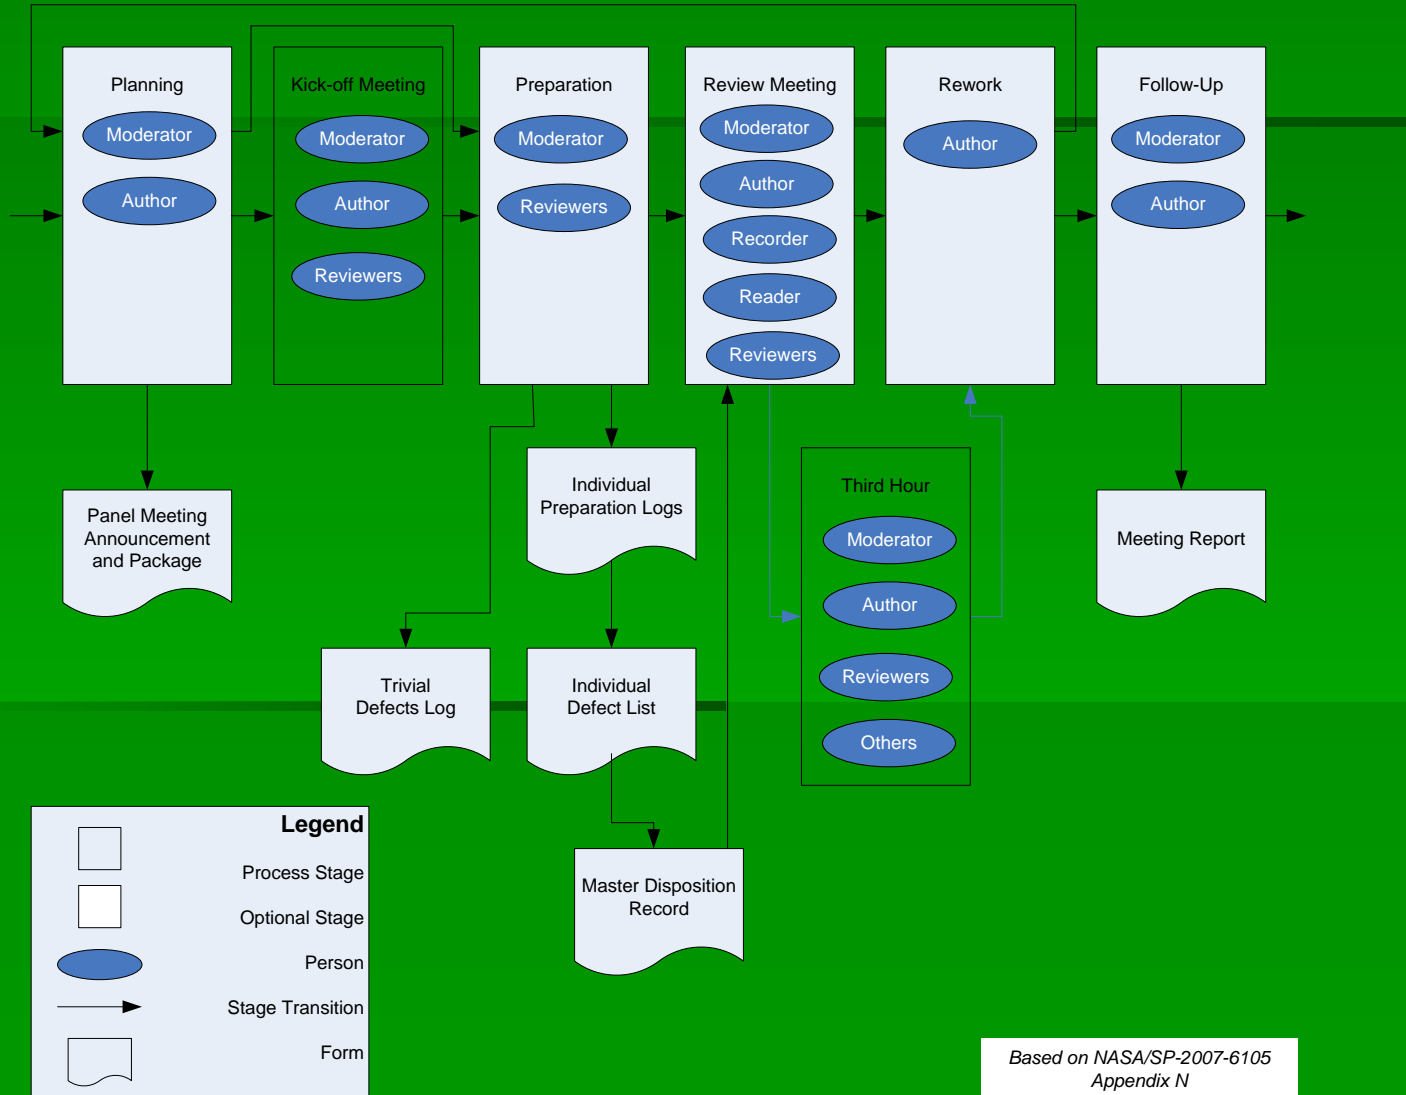 Planning
Moderator
Author
Kick-off Meeting
Moderator
Author
Reviewers
Preparation
Moderator
Reviewers
Review Meeting
Moderator
Author
Recorder
Reader
Reviewers
Rework
Author
Follow-Up
Moderator
Author
Panel Meeting
Announcement
and Package
Individual
Preparation Logs
Third Hour
Moderator
Author
Reviewers
Others
Meeting Report
Trivial
Defects Log
Individual
Defect List
Master Disposition
Record
Legend
Process Stage
Optional Stage
Person
Stage Transition
Form
Based on NASA/SP-2007-6105
Appendix N